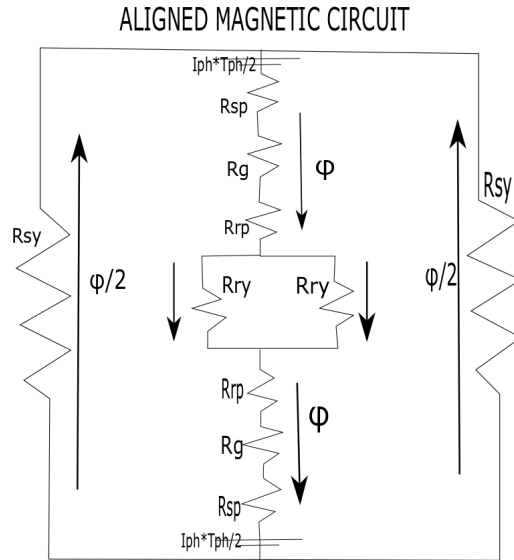 ALIGNED MAGNETIC CIRCUIT
Iph*Tph/2
Rsp
Rg
φ
Rrp
Rsy
Rsy
φ/2
φ/2
Rry
Rry
Rrp
φ
Rg
Rsp
Iph*Tph/2